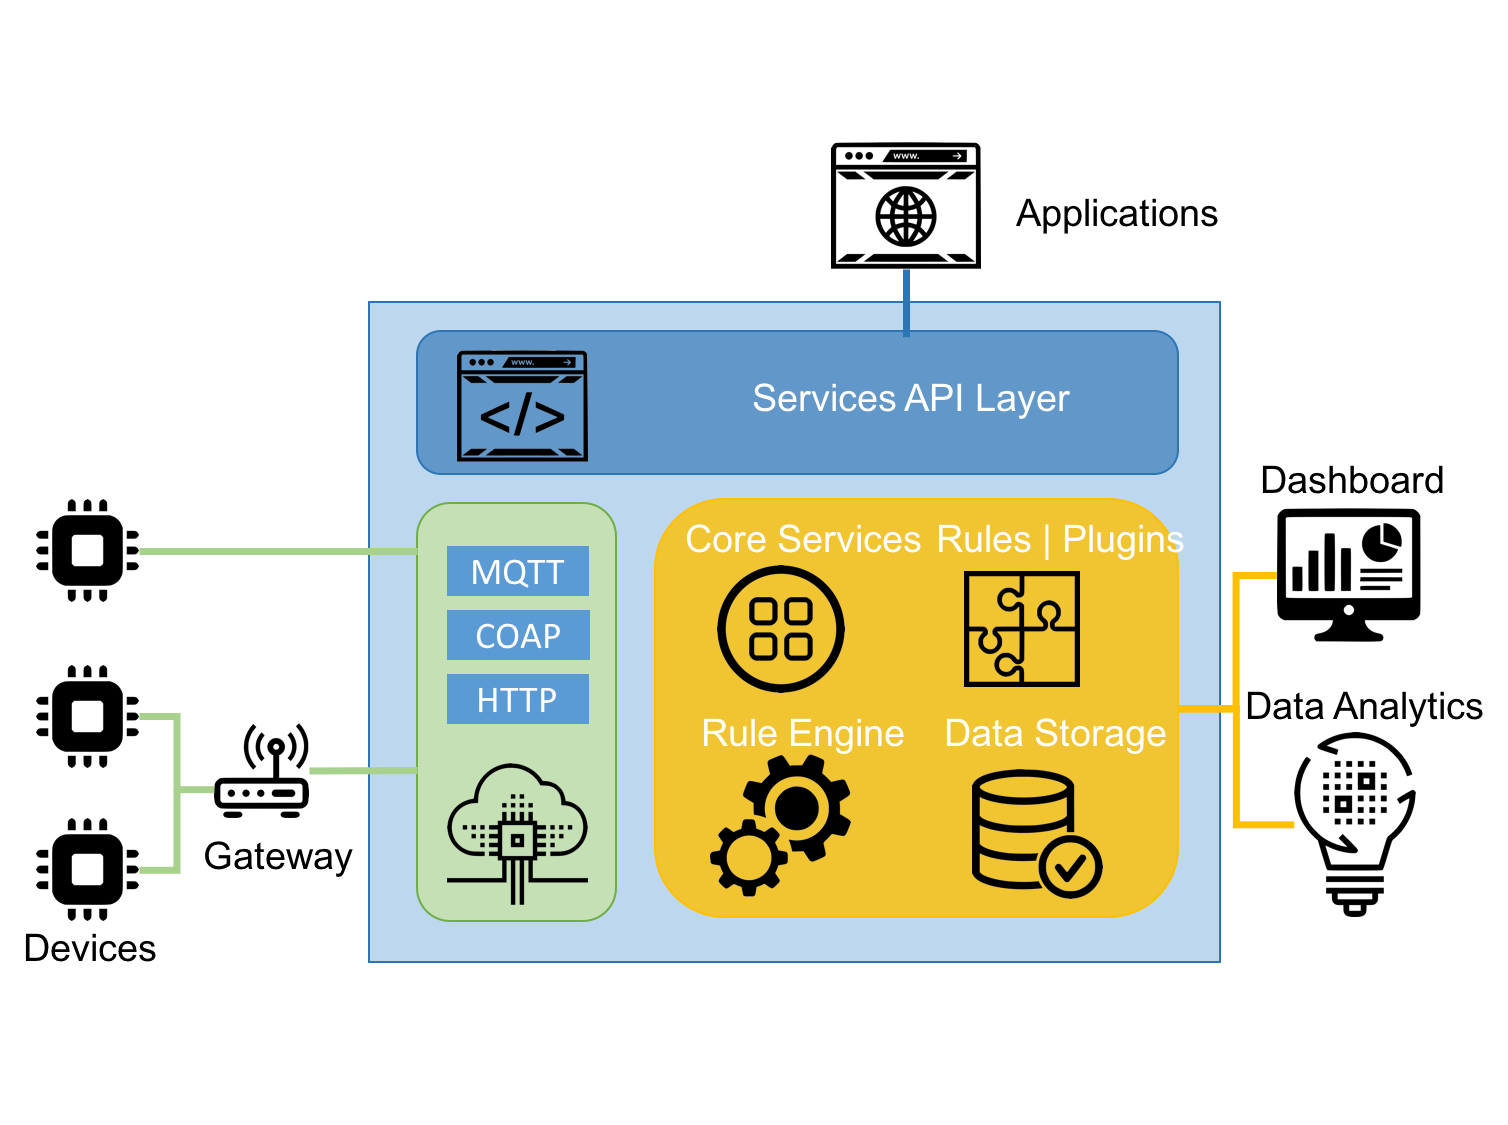 www.
Applications
www.
</>
Services API Layer
Dashboard
Core Services
Rules | Plugins
MQTT
COAP
HTTP
Data Analytics
Rule Engine
Data Storage
Gateway
Devices